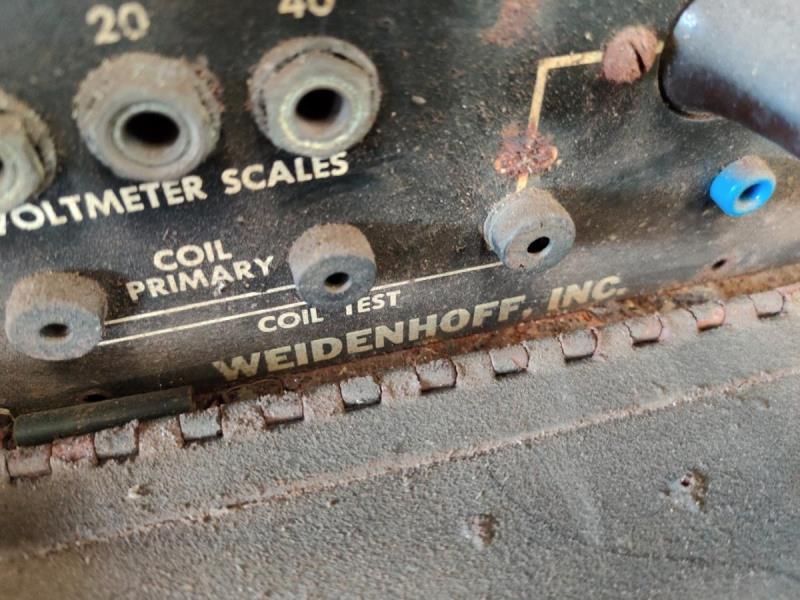 20
40
VOLTMETER SCALES
COIL
PRIMARY
COIL TEST
WEIDENHOFF, INC.